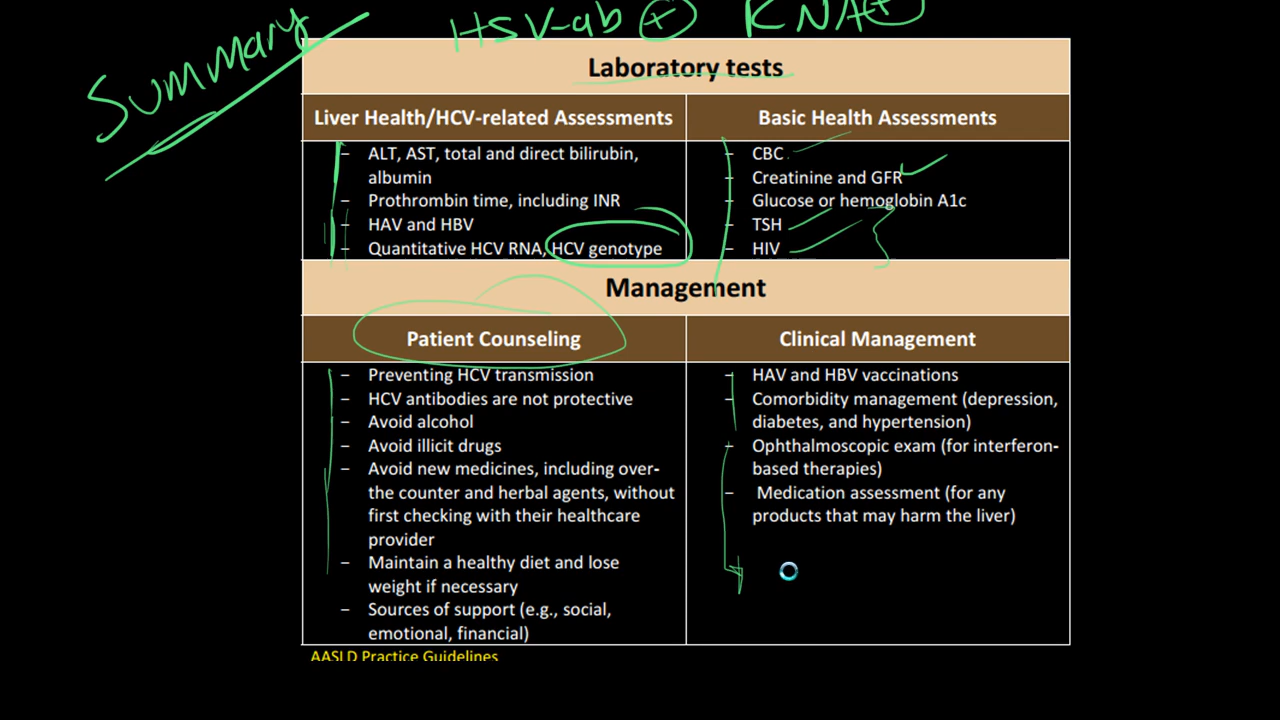 Summary
HSV-ab + RNA+
Laboratory tests
Liver Health/HCV-related Assessments
– ALT, AST, total and direct bilirubin,
albumin
– Prothrombin time, including INR
– HAV and HBV
– Quantitative HCV RNA, HCV genotype
Basic Health Assessments
– CBC
– Creatinine and GFR
– Glucose or hemoglobin A1c
– TSH
– HIV
Management
Patient Counseling
– Preventing HCV transmission
– HCV antibodies are not protective
– Avoid alcohol
– Avoid illicit drugs
– Avoid new medicines, including over-
the counter and herbal agents, without
first checking with their healthcare
provider
– Maintain a healthy diet and lose
weight if necessary
– Sources of support (e.g., social,
emotional, financial)
Clinical Management
– HAV and HBV vaccinations
– Comorbidity management (depression,
diabetes, and hypertension)
– Ophthalmoscopic exam (for interferon-
based therapies)
– Medication assessment (for any
products that may harm the liver)
AASLD Practice Guidelines